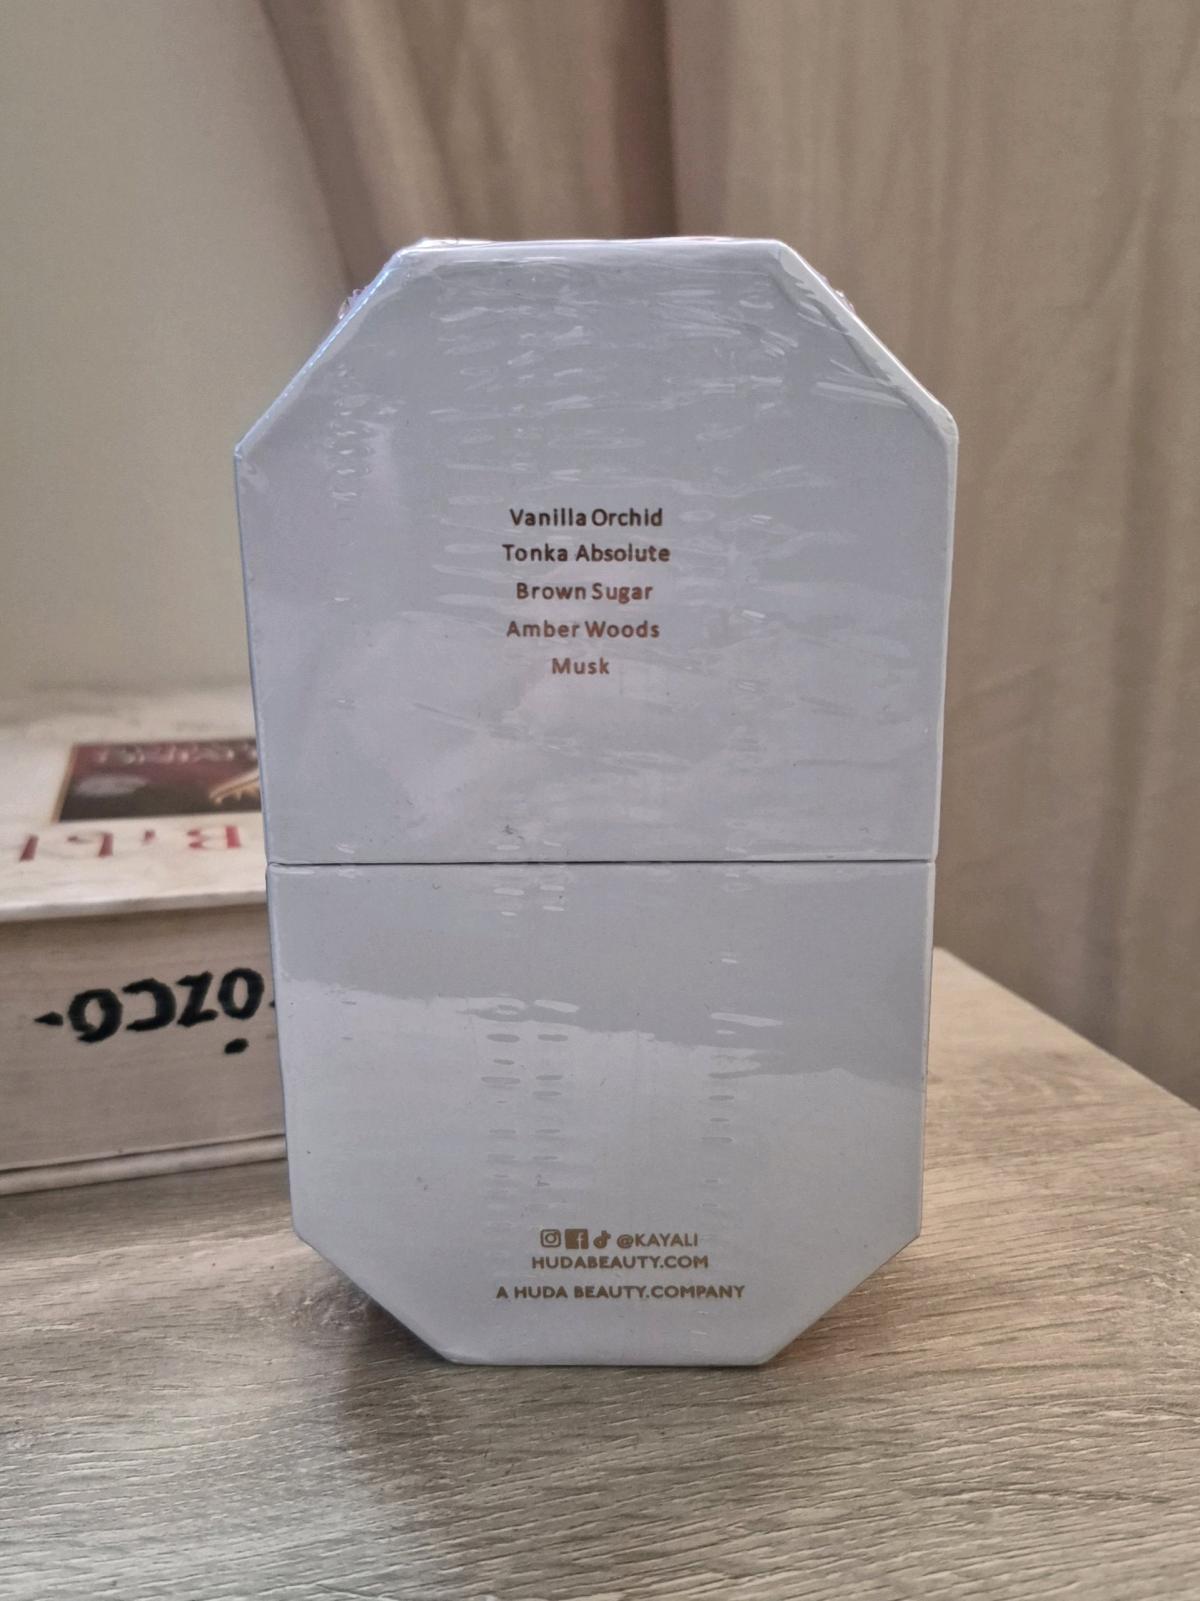 Vanilla Orchid
Tonka Absolute
Brown Sugar
Amber Woods
Musk
@KAYALI
HUDABEAUTY.COM
A HUDA BEAUTY.COMPANY